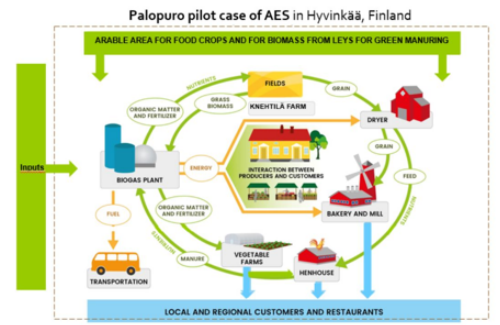 Palopuro pilot case of AES in Hyvinkää, Finland
ARABLE AREA FOR FOOD CROPS AND FOR BIOMASS FROM LEYS FOR GREEN MANURING
Inputs
NUTRIENTS
FIELDS
KNEHTILÄ FARM
GRAIN
ORGANIC MATTER
AND FERTILIZER
GRASS
BIOMASS
DRYER
GRAIN
BIOGAS PLANT
ENERGY
INTERACTION BETWEEN
PRODUCERS AND CUSTOMERS
FEED
FUEL
ORGANIC MATTER
AND FERTILIZER
BAKERY AND MILL
NUTRIENTS
NUTRIENTS
MANURE
VEGETABLE
FARMS
HENHOUSE
TRANSPORTATION
LOCAL AND REGIONAL CUSTOMERS AND RESTAURANTS